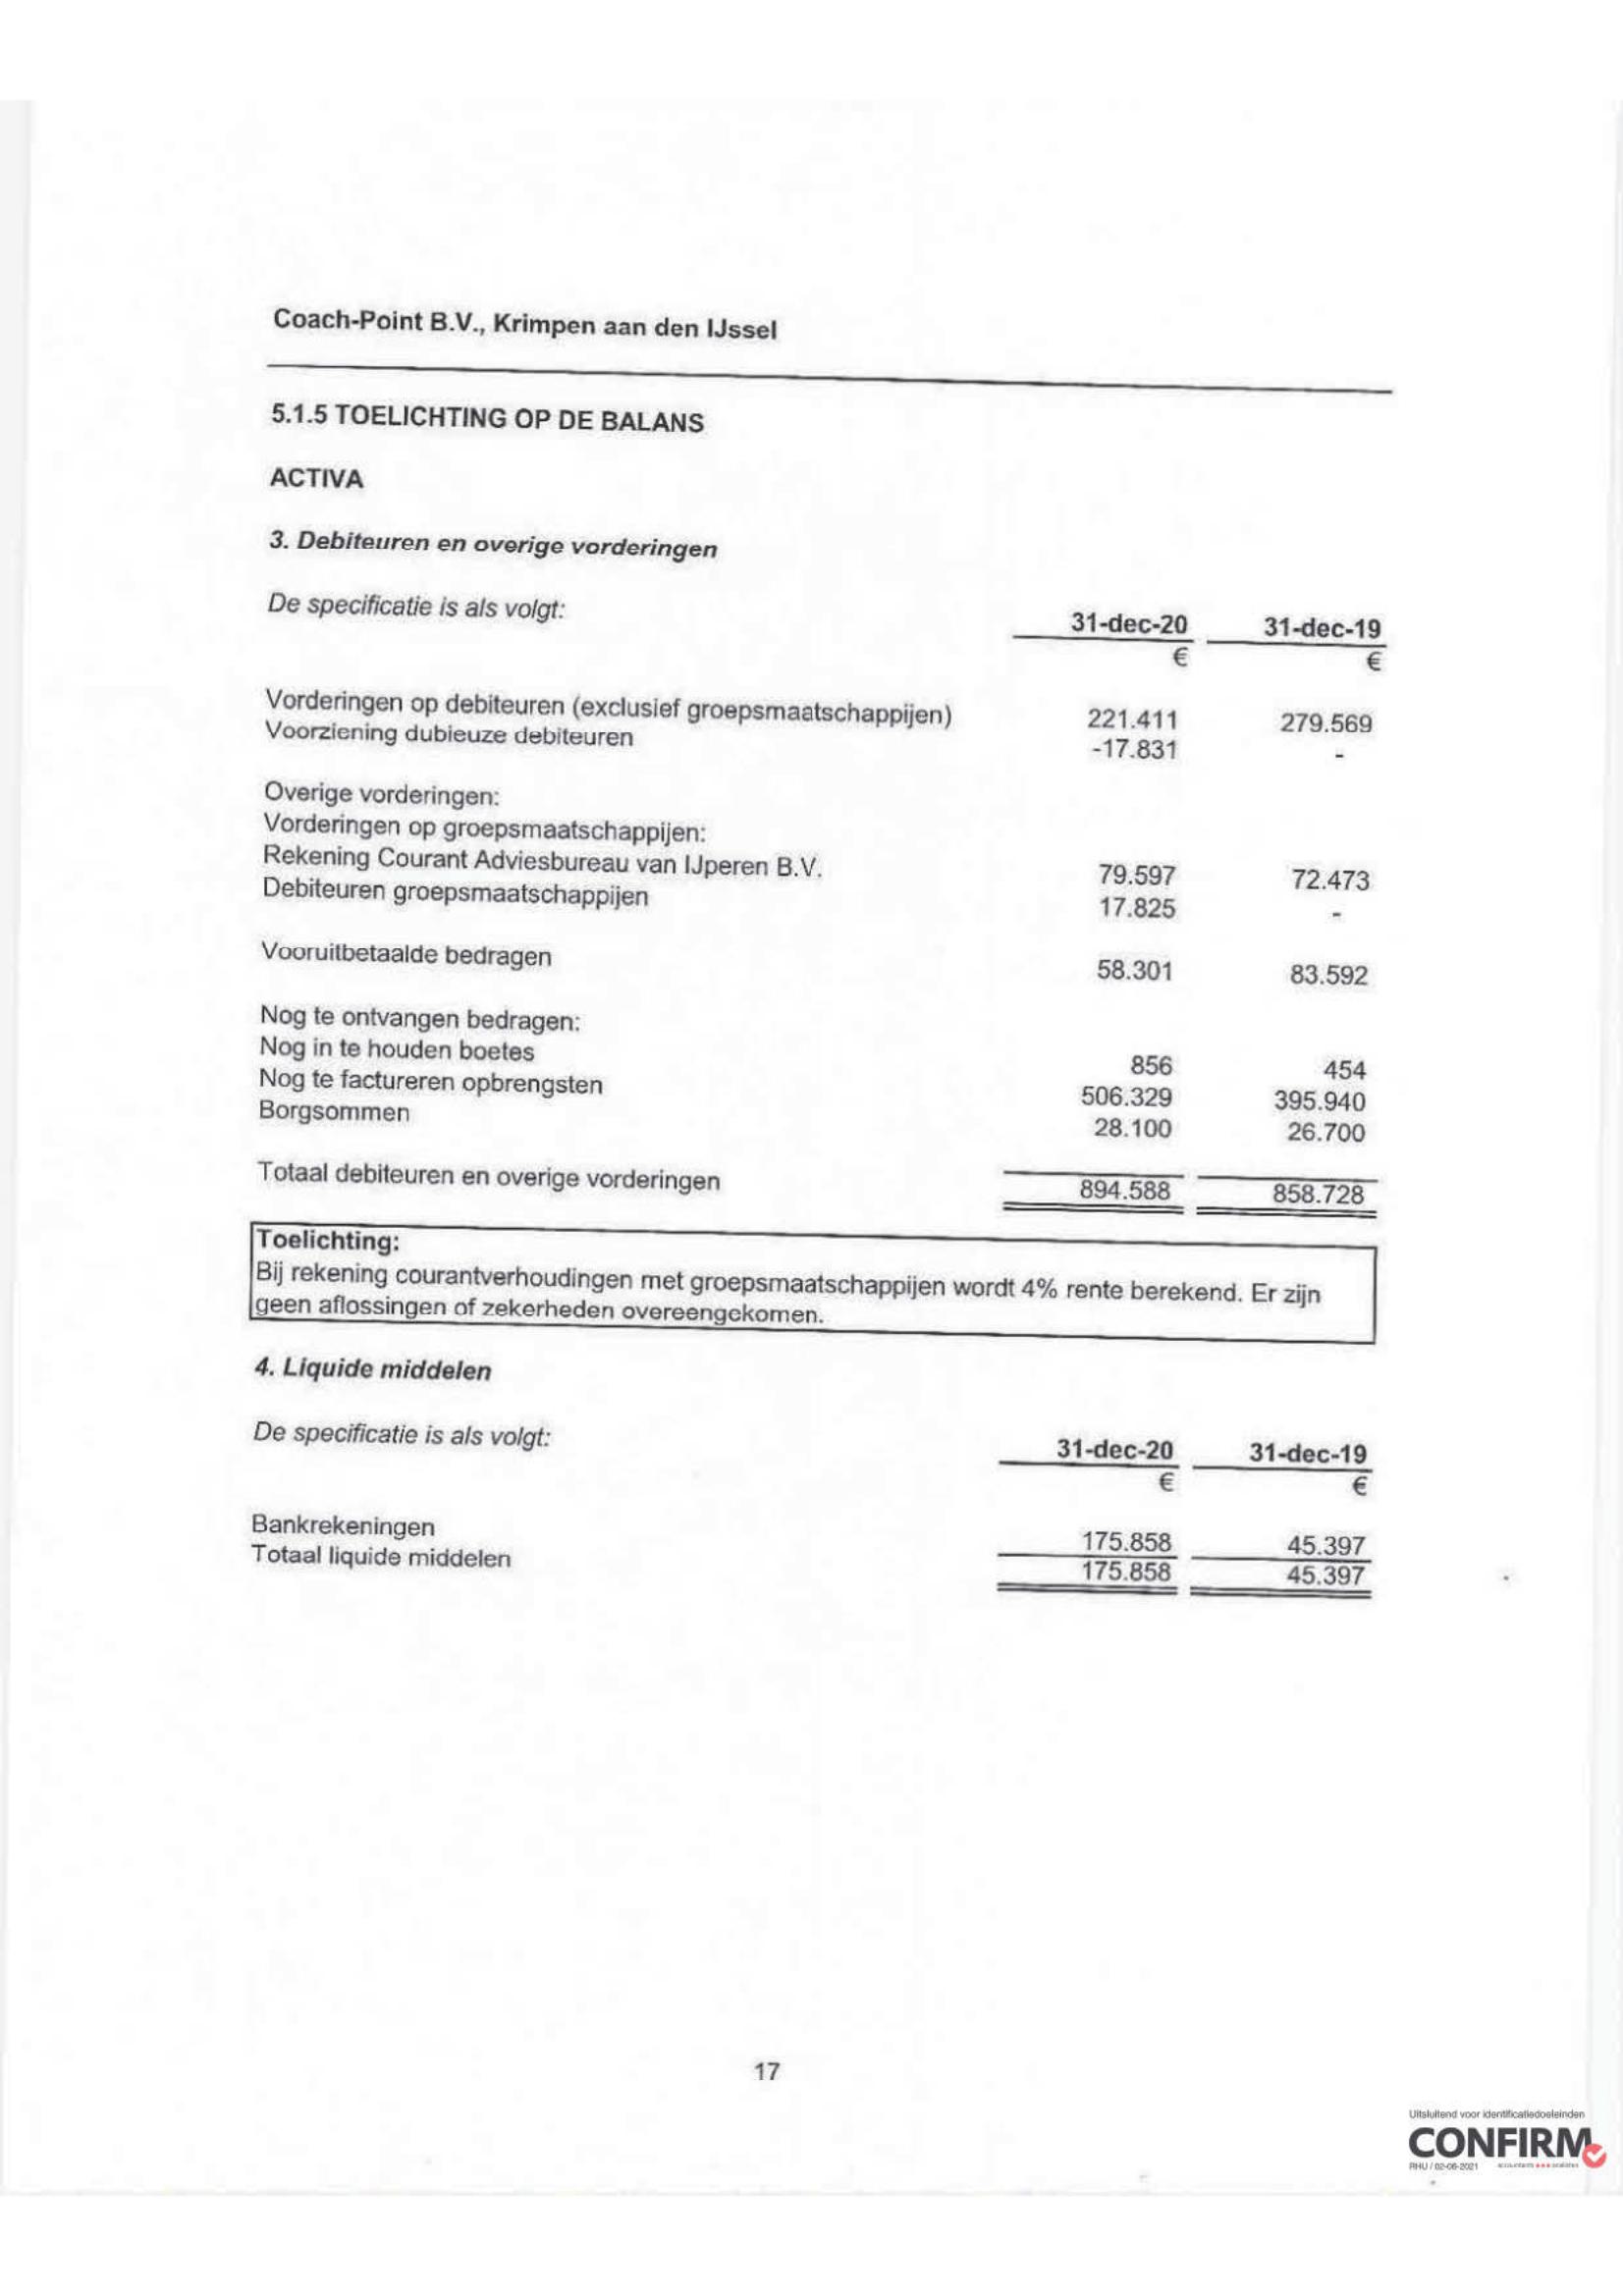 Coach-Point B.V., Krimpen aan den IJssel
5.1.5 TOELICHTING OP DE BALANS
ACTIVA
3. Debiteuren en overige vorderingen
De specificatie is als volgt:
31-dec-20 31-dec-19
€ €
Vorderingen op debiteuren (exclusief groepsmaatschappijen) 221.411 279.569
Voorziening dubieuze debiteuren -17.831 -
Overige vorderingen:
Vorderingen op groepsmaatschappijen:
Rekening Courant Adviesbureau van IJperen B.V. 79.597 72.473
Debiteuren groepsmaatschappijen 17.825 -
Vooruitbetaalde bedragen 58.301 83.592
Nog te ontvangen bedragen:
Nog in te houden boetes 856 454
Nog te factureren opbrengsten 506.329 395.940
Borgsommen 28.100 26.700
Totaal debiteuren en overige vorderingen 894.588 858.728
Toelichting:
Bij rekening courantverhoudingen met groepsmaatschappijen wordt 4% rente berekend. Er zijn
geen aflossingen of zekerheden overeengekomen.
4. Liquide middelen
De specificatie is als volgt:
31-dec-20 31-dec-19
€ €
Bankrekeningen 175.858 45.397
Totaal liquide middelen 175.858 45.397
17
Uitsluitend voor identificatiedoeleinden
CONFIRM
RHU / 02-06-2021